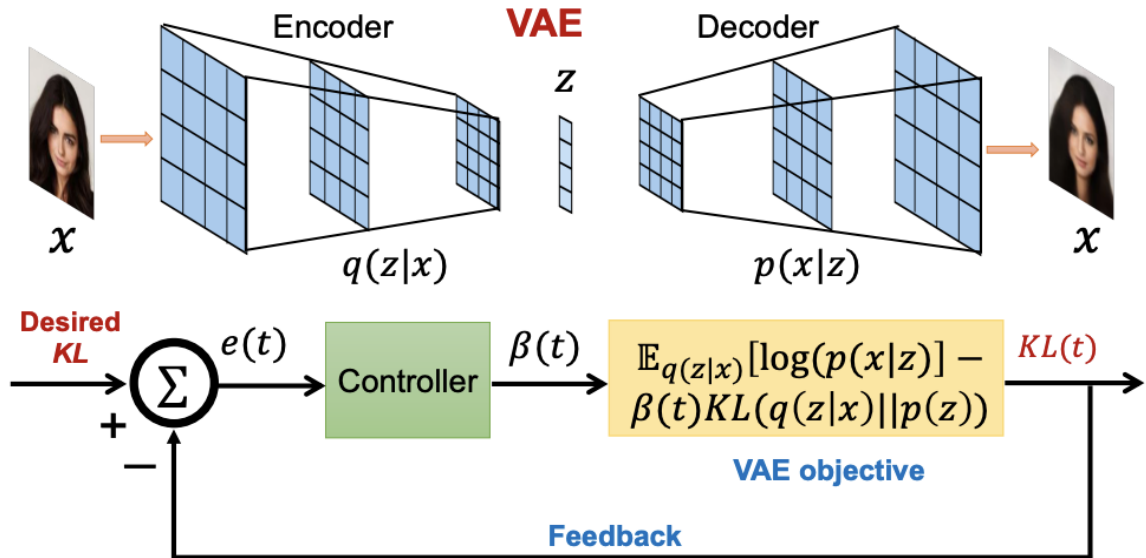 Encoder
VAE
Decoder
z
x
x
q(z|x)
p(x|z)
Desired
KL
e(t)
β(t)
KL(t)
+
−
Σ
Controller
𝔼_{q(z|x)}[log(p(x|z)] −
β(t)KL(q(z|x)||p(z))
VAE objective
Feedback